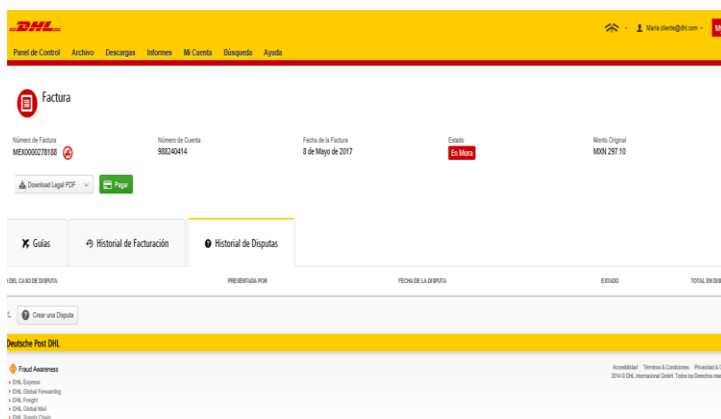 DHL
Maria.cliente@dhl.com
Panel de Control Archivo Descargas Informes Mi Cuenta Búsqueda Ayuda
Factura
Número de Factura Número de Cuenta Fecha de la Factura Estado Monto Original
MEX0000278188 988240414 8 de Mayo de 2017 En Mora MXN 297.10
Download Legal PDF Pagar
Guías Historial de Facturación Historial de Disputas
DEL CASO DE DISPUTA PRESENTADA POR FECHA DE LA DISPUTA ESTADO TOTAL EN DIS
Crear una Disputa
Deutsche Post DHL
Fraud Awareness Accesibilidad Términos & Condiciones Privacidad &
DHL Express 2014 © DHL International GmbH Todos los Derechos
DHL Global Forwarding
DHL Freight
DHL Global Mail
DHL Supply Chain